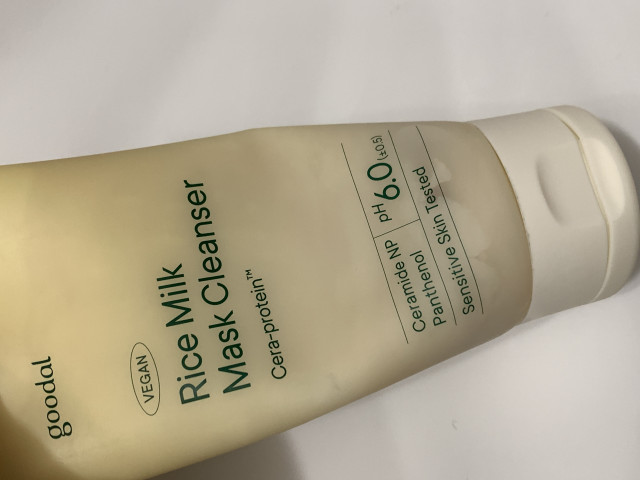 goodal
VEGAN
Rice Milk
Mask Cleanser
Cera-protein™
Ceramide NP
Panthenol
pH 6.0 (±0.5)
Sensitive Skin Tested